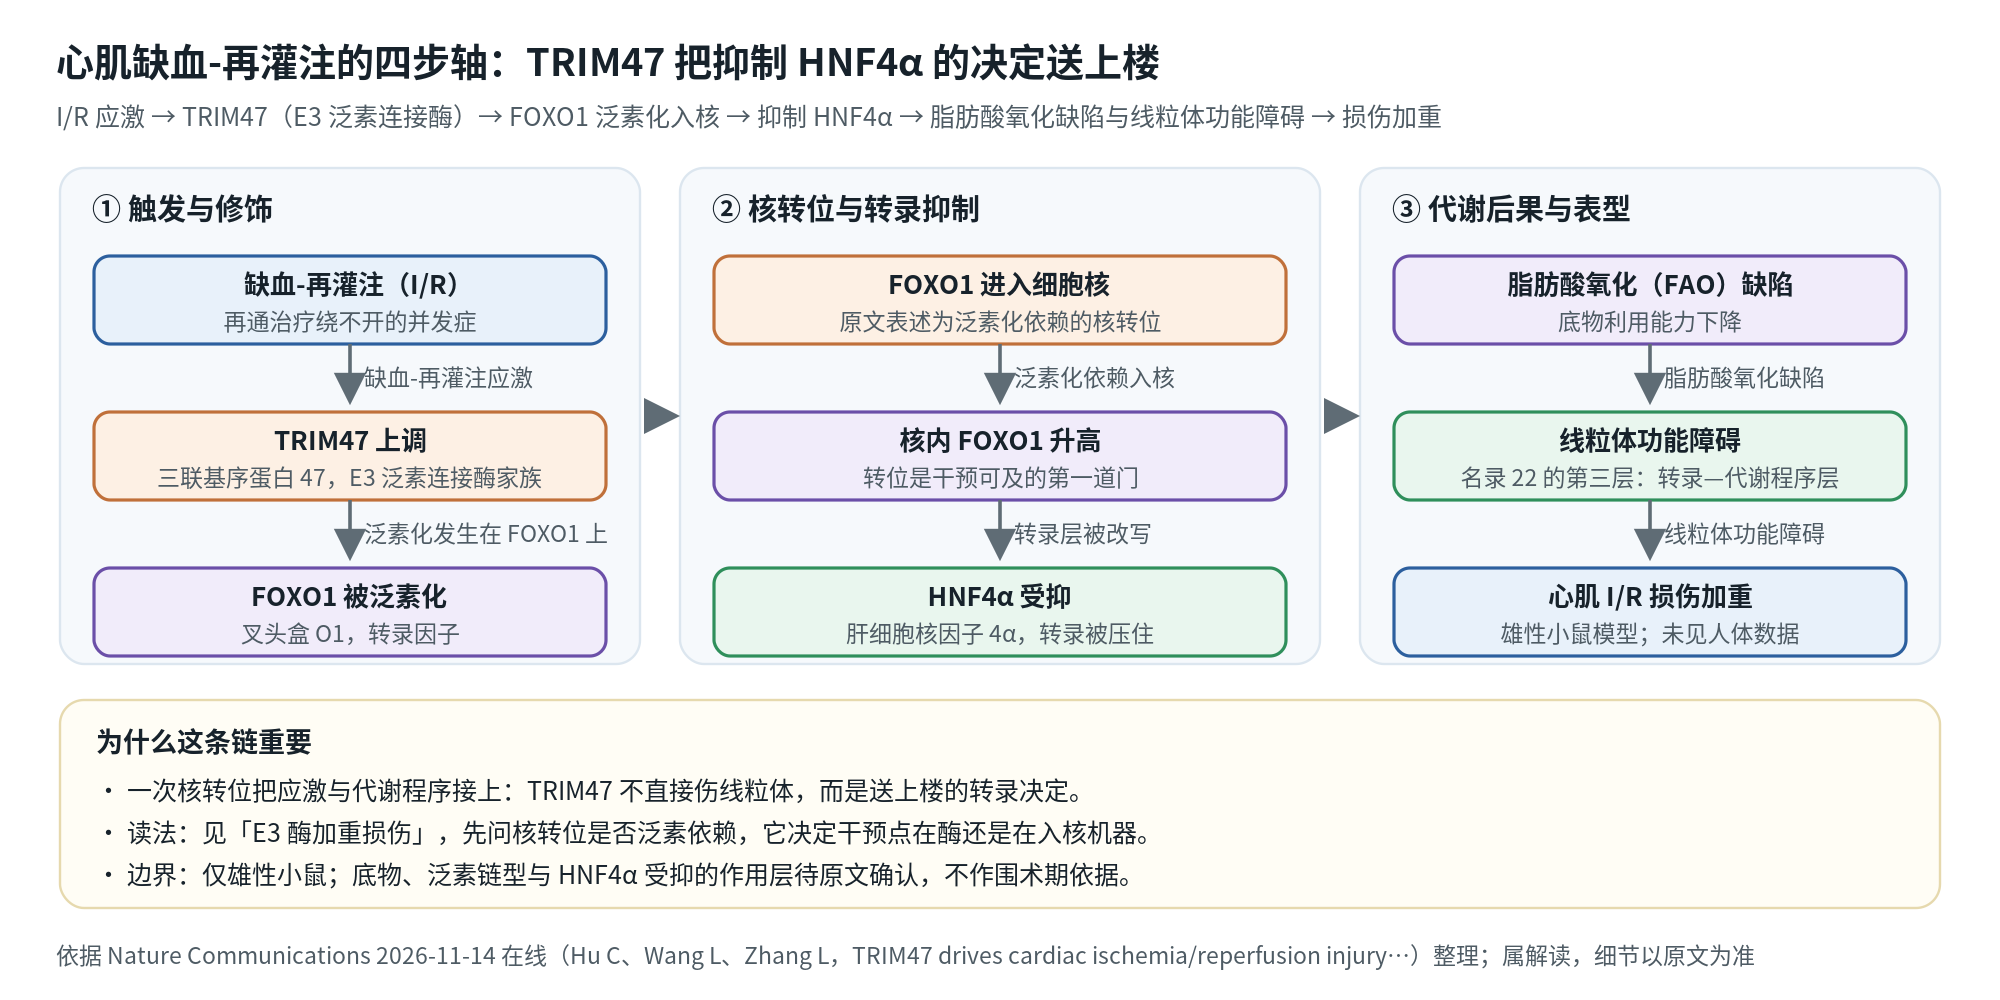 心肌缺血-再灌注的四步轴：TRIM47 把抑制 HNF4α 的决定送上楼
I/R 应激 → TRIM47（E3 泛素连接酶）→ FOXO1 泛素化入核 → 抑制 HNF4α → 脂肪酸氧化缺陷与线粒体功能障碍 → 损伤加重
① 触发与修饰
缺血-再灌注（I/R）
再通治疗绕不开的并发症
缺血-再灌注应激
TRIM47 上调
三联基序蛋白 47，E3 泛素连接酶家族
泛素化发生在 FOXO1 上
FOXO1 被泛素化
叉头盒 O1，转录因子
② 核转位与转录抑制
FOXO1 进入细胞核
原文表述为泛素化依赖的核转位
泛素化依赖入核
核内 FOXO1 升高
转位是干预可及的第一道门
转录层被改写
HNF4α 受抑
肝细胞核因子 4α，转录被压住
③ 代谢后果与表型
脂肪酸氧化（FAO）缺陷
底物利用能力下降
脂肪酸氧化缺陷
线粒体功能障碍
名录 22 的第三层：转录—代谢程序层
线粒体功能障碍
心肌 I/R 损伤加重
雄性小鼠模型；未见人体数据
为什么这条链重要
・ 一次核转位把应激与代谢程序接上：TRIM47 不直接伤线粒体，而是送上楼的转录决定。
・ 读法：见「E3 酶加重损伤」，先问核转位是否泛素依赖，它决定干预点在酶还是在入核机器。
・ 边界：仅雄性小鼠；底物、泛素链型与 HNF4α 受抑的作用层待原文确认，不作围术期依据。
依据 Nature Communications 2026-11-14 在线（Hu C、Wang L、Zhang L，TRIM47 drives cardiac ischemia/reperfusion injury…）整理；属解读，细节以原文为准